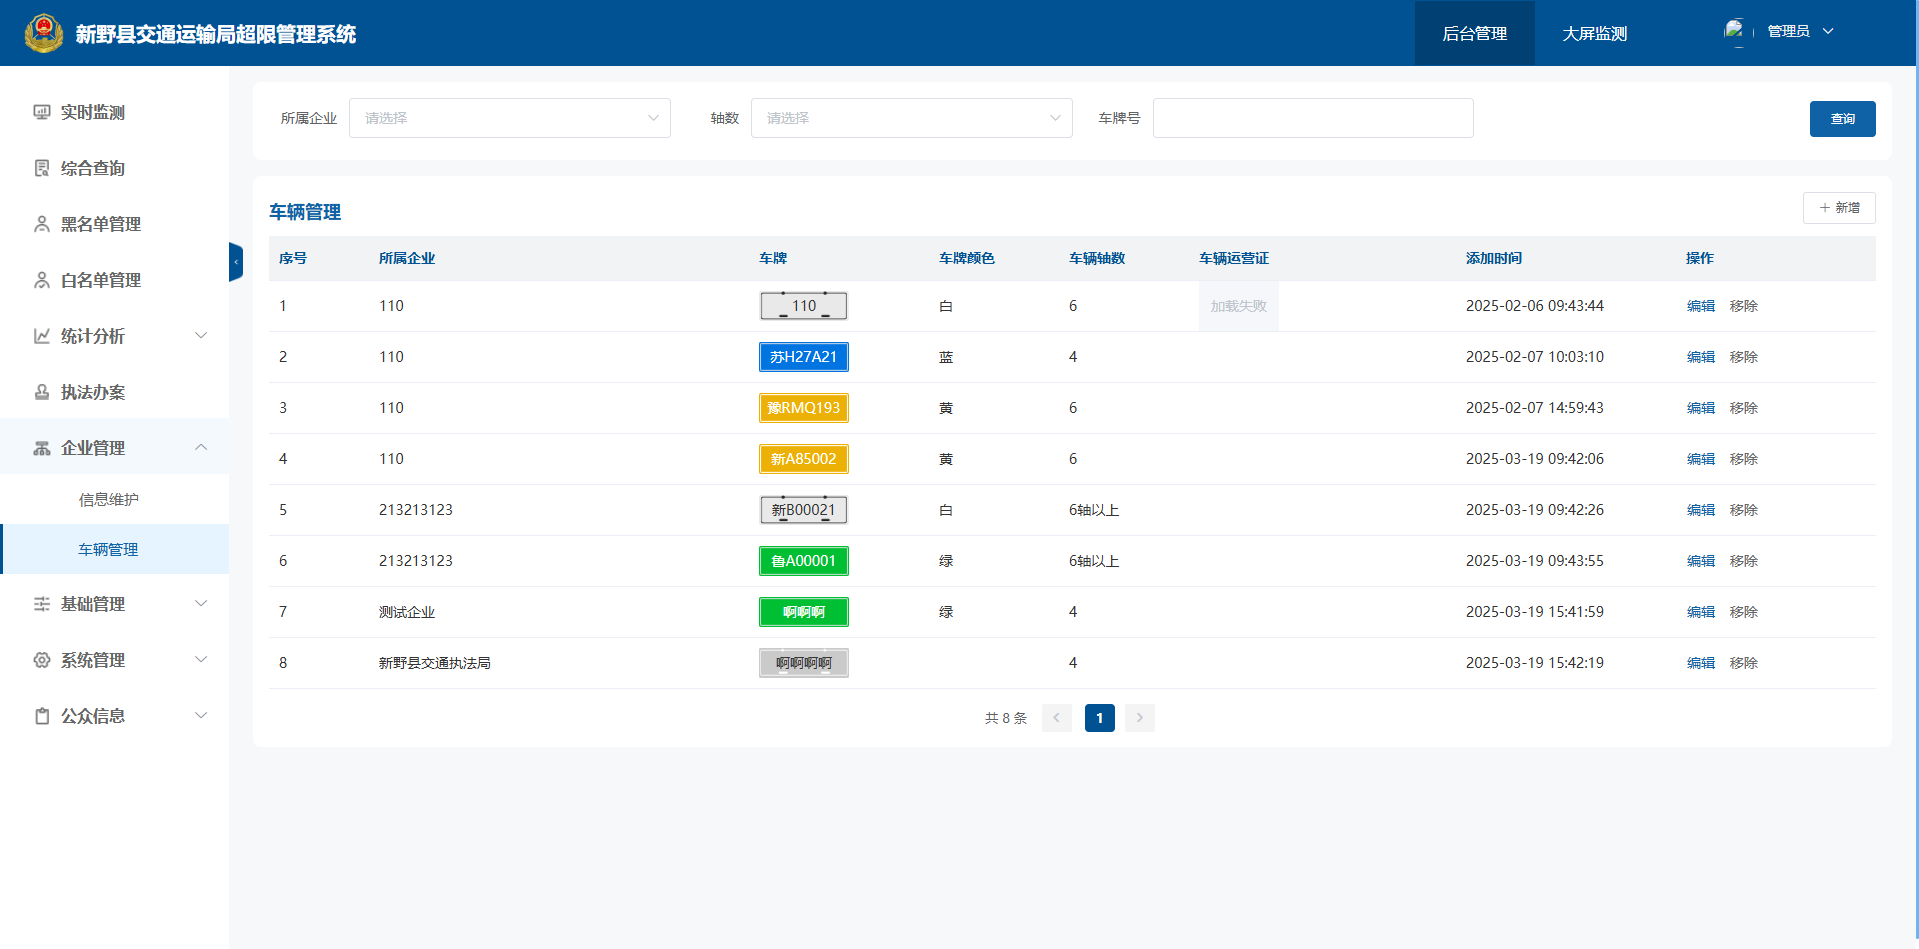 新野县交通运输局超限管理系统
后台管理
大屏监测
管理员
实时监测
综合查询
黑名单管理
白名单管理
统计分析
执法办案
企业管理
信息维护
车辆管理
基础管理
系统管理
公众信息
所属企业 请选择 轴数 请选择 车牌号 查询
车辆管理
+ 新增
序号 所属企业 车牌 车牌颜色 车辆轴数 车辆运营证 添加时间 操作
1 110 110 白 6 加载失败 2025-02-06 09:43:44 编辑 移除
2 110 苏H27A21 蓝 4 2025-02-07 10:03:10 编辑 移除
3 110 豫RMQ193 黄 6 2025-02-07 14:59:43 编辑 移除
4 110 新A85002 黄 6 2025-03-19 09:42:06 编辑 移除
5 213213123 新B00021 白 6轴以上 2025-03-19 09:42:26 编辑 移除
6 213213123 鲁A00001 绿 6轴以上 2025-03-19 09:43:55 编辑 移除
7 测试企业 啊啊啊 绿 4 2025-03-19 15:41:59 编辑 移除
8 新野县交通执法局 啊啊啊啊 4 2025-03-19 15:42:19 编辑 移除
共 8 条 1